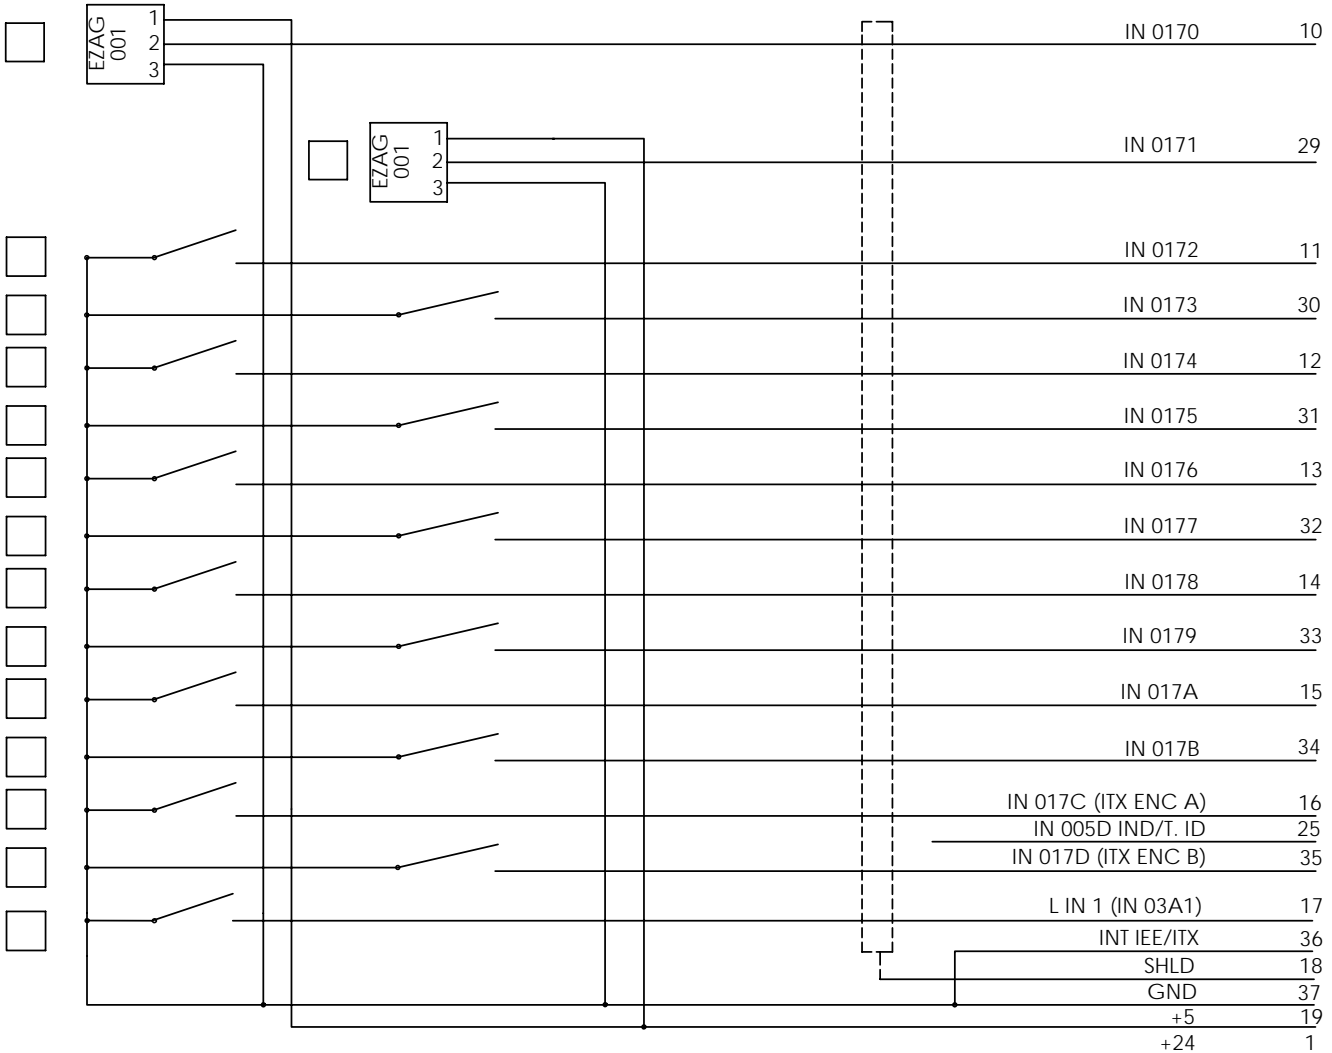 EZAG
001
1
2
3
IN 0170 10
EZAG
001
1
2
3
IN 0171 29
IN 0172 11
IN 0173 30
IN 0174 12
IN 0175 31
IN 0176 13
IN 0177 32
IN 0178 14
IN 0179 33
IN 017A 15
IN 017B 34
IN 017C (ITX ENC A) 16
IN 005D IND/T. ID 25
IN 017D (ITX ENC B) 35
L IN 1 (IN 03A1) 17
INT IEE/ITX 36
SHLD 18
GND 37
+5 19
+24 1